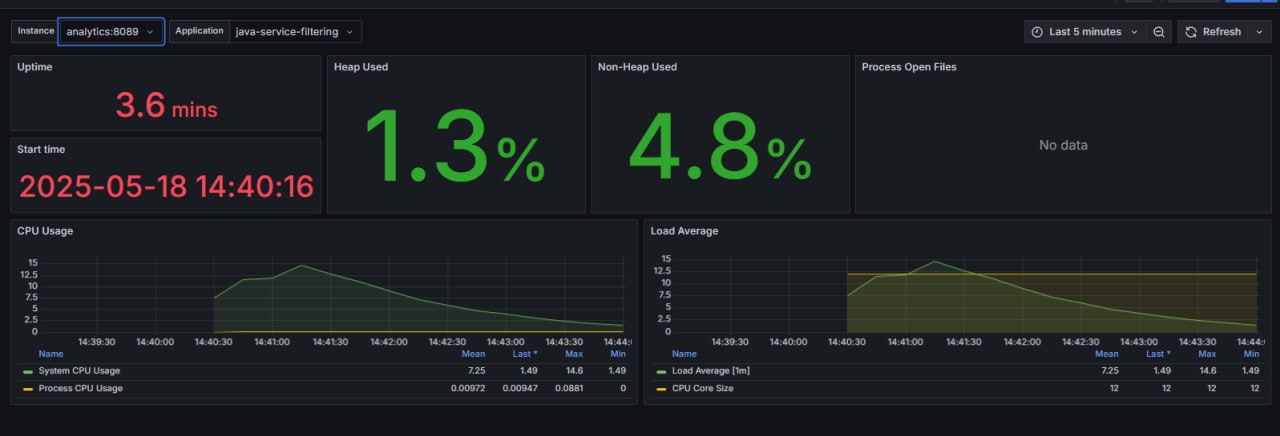 Instance analytics:8089 Application java-service-filtering Last 5 minutes Refresh
Uptime
3.6 mins
Start time
2025-05-18 14:40:16
Heap Used
1.3%
Non-Heap Used
4.8%
Process Open Files
No data
CPU Usage
15
12.5
10
7.5
5
2.5
0
14:39:30 14:40:00 14:40:30 14:41:00 14:41:30 14:42:00 14:42:30 14:43:00 14:43:30 14:44:
Name Mean Last * Max Min
System CPU Usage 7.25 1.49 14.6 1.49
Process CPU Usage 0.00972 0.00947 0.0881 0
Load Average
15
12.5
10
7.5
5
2.5
0
14:39:30 14:40:00 14:40:30 14:41:00 14:41:30 14:42:00 14:42:30 14:43:00 14:43:30 14:44:
Name Mean Last * Max Min
Load Average [1m] 7.25 1.49 14.6 1.49
CPU Core Size 12 12 12 12